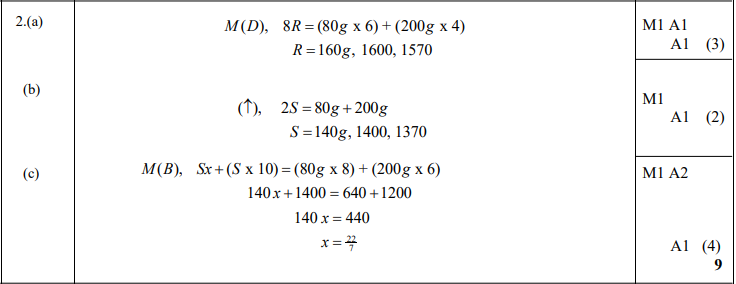 2.(a) M(D), 8R = (80g x 6) + (200g x 4) M1 A1
R = 160g, 1600, 1570 A1 (3)
(b)
(↑), 2S = 80g + 200g M1
S = 140g, 1400, 1370 A1 (2)
(c) M(B), Sx + (S x 10) = (80g x 8) + (200g x 6) M1 A2
140x + 1400 = 640 + 1200
140x = 440
x = 22/7 A1 (4)
9